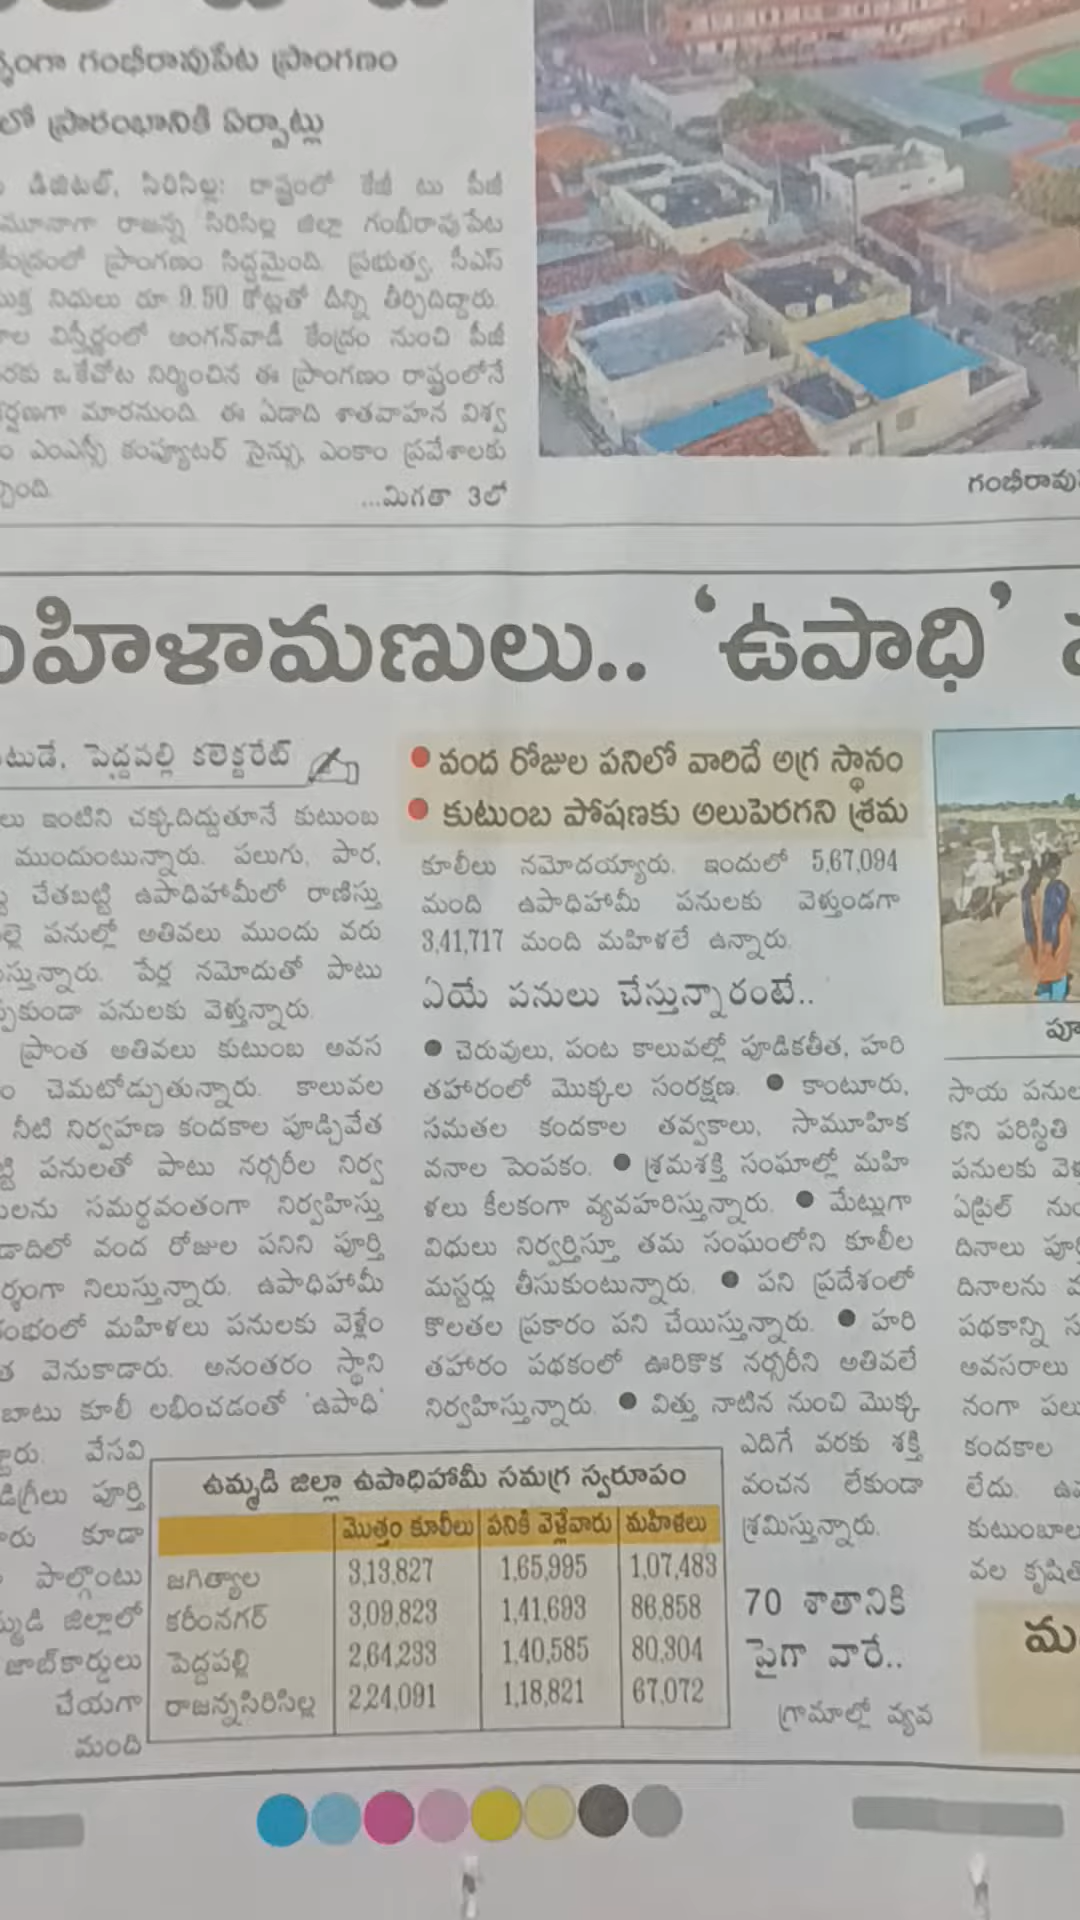 గంభీరావుపేట ప్రాంగణం
లో ప్రారంభానికి ఏర్పాట్లు
డిజిటల్, సిరిసిల్ల: రాష్ట్రంలో కేజీ టు పీజీ
మూనాగా రాజన్న సిరిసిల్ల జిల్లా గంభీరావుపేట
కేంద్రంలో ప్రాంగణం సిద్ధమైంది. ప్రభుత్వ, సీఎస్
నిధులు రూ 9.50 కోట్లతో దీన్ని తీర్చిదిద్దారు.
విస్తీర్ణంలో అంగన్‌వాడీ కేంద్రం నుంచి పీజీ
ఒకేచోట నిర్మించిన ఈ ప్రాంగణం రాష్ట్రంలోనే
మారనుంది. ఈ ఏడాది శాతవాహన విశ్వ
ఎంఎస్సీ కంప్యూటర్ సైన్సు, ఎంకాం ప్రవేశాలకు
...మిగతా 3లో
గంభీరావుపే
మహిళామణులు.. ‘ఉపాధి’
పెద్దపల్లి కలెక్టరేట్
ఇంటిని చక్కదిద్దుతూనే కుటుంబ
ముందుంటున్నారు. పలుగు, పార,
చేతబట్టి ఉపాధిహామీలో రాణిస్తు
పనుల్లో అతివలు ముందు వరు
పేర్ల నమోదుతో పాటు
పనులకు వెళ్తున్నారు.
ప్రాంత అతివలు కుటుంబ అవస
చెమటోడ్చుతున్నారు. కాలువల
నీటి నిర్వహణ కందకాల పూడ్చివేత
పనులతో పాటు నర్సరీల నిర్వ
సమర్థవంతంగా నిర్వహిస్తు
వంద రోజుల పనిని పూర్తి
నిలుస్తున్నారు. ఉపాధిహామీ
మహిళలు పనులకు వెళ్లేం
వెనుకాడారు. అనంతరం స్థాని
కూలీ లభించడంతో ‘ఉపాధి’
వేసవి
పూర్తి
కూడా
పాల్గొంటు
జిల్లాలో
జాబ్‌కార్డులు
చేయగా
మంది
● వంద రోజుల పనిలో వారిదే అగ్ర స్థానం
● కుటుంబ పోషణకు అలుపెరగని శ్రమ
కూలీలు నమోదయ్యారు. ఇందులో 5,67,094
మంది ఉపాధిహామీ పనులకు వెళ్తుండగా
3,41,717 మంది మహిళలే ఉన్నారు.
ఏయే పనులు చేస్తున్నారంటే..
● చెరువులు, పంట కాలువల్లో పూడికతీత, హరి
తహారంలో మొక్కల సంరక్షణ. ● కాంటూరు,
సమతల కందకాల తవ్వకాలు, సామూహిక
వనాల పెంపకం. ● శ్రమశక్తి సంఘాల్లో మహి
ళలు కీలకంగా వ్యవహరిస్తున్నారు. ● మేట్లుగా
విధులు నిర్వర్తిస్తూ తమ సంఘంలోని కూలీల
మస్టర్లు తీసుకుంటున్నారు. ● పని ప్రదేశంలో
కొలతల ప్రకారం పని చేయిస్తున్నారు. ● హరి
తహారం పథకంలో ఊరికొక నర్సరీని అతివలే
నిర్వహిస్తున్నారు. ● విత్తు నాటిన నుంచి మొక్క
ఎదిగే వరకు శక్తి
వంచన లేకుండా
శ్రమిస్తున్నారు.
70 శాతానికి
పైగా వారే..
గ్రామాల్లో వ్యవ
ఉమ్మడి జిల్లా ఉపాధిహామీ సమగ్ర స్వరూపం
మొత్తం కూలీలు పనికి వెళ్లేవారు మహిళలు
జగిత్యాల 3,13,827 1,65,995 1,07,483
కరీంనగర్ 3,09,823 1,41,693 86,858
పెద్దపల్లి 2,64,233 1,40,585 80,304
రాజన్నసిరిసిల్ల 2,24,091 1,18,821 67,072
సాయ పనుల
కని పరిస్థితి
పనులకు వెళ
ఏప్రిల్ నుం
దినాలు పూర్తి
దినాలను
పథకాన్ని
అవసరాలు
నంగా పలు
కందకాల
లేదు.
కుటుంబాల
వల కృషితో